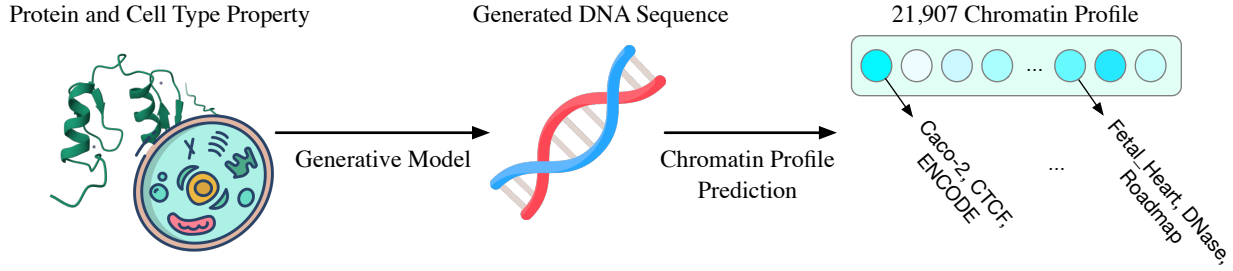 Protein and Cell Type Property
Generated DNA Sequence
21,907 Chromatin Profile
Generative Model
Chromatin Profile
Prediction
...
Caco-2, CTCF,
ENCODE
...
Fetal_Heart, DNase,
Roadmap